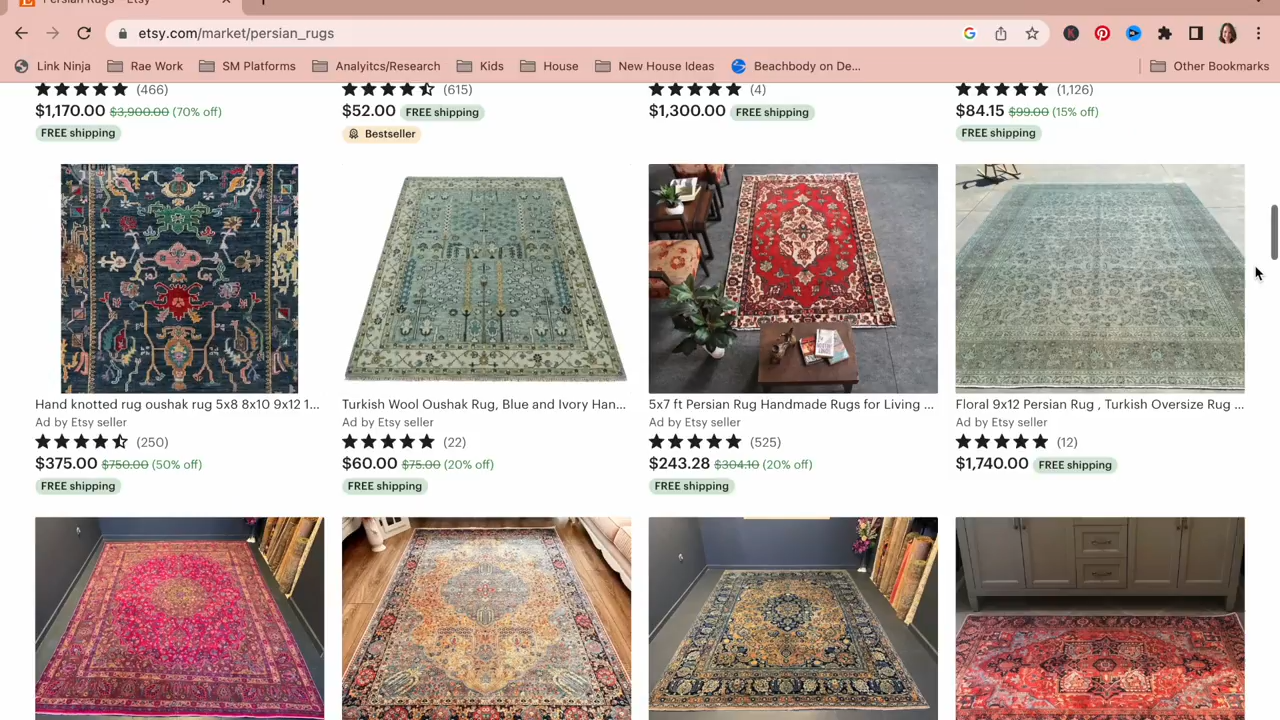 Persian Rugs - Etsy
etsy.com/market/persian_rugs
Link Ninja Rae Work SM Platforms Analyitcs/Research Kids House New House Ideas Beachbody on De... Other Bookmarks
(466) (615) (4) (1,126)
$1,170.00 $3,900.00 (70% off) $52.00 FREE shipping $1,300.00 FREE shipping $84.15 $99.00 (15% off)
FREE shipping Bestseller FREE shipping
Hand knotted rug oushak rug 5x8 8x10 9x12 1... Turkish Wool Oushak Rug, Blue and Ivory Han... 5x7 ft Persian Rug Handmade Rugs for Living ... Floral 9x12 Persian Rug , Turkish Oversize Rug ...
Ad by Etsy seller Ad by Etsy seller Ad by Etsy seller Ad by Etsy seller
(250) (22) (525) (12)
$375.00 $750.00 (50% off) $60.00 $75.00 (20% off) $243.28 $304.10 (20% off) $1,740.00 FREE shipping
FREE shipping FREE shipping FREE shipping